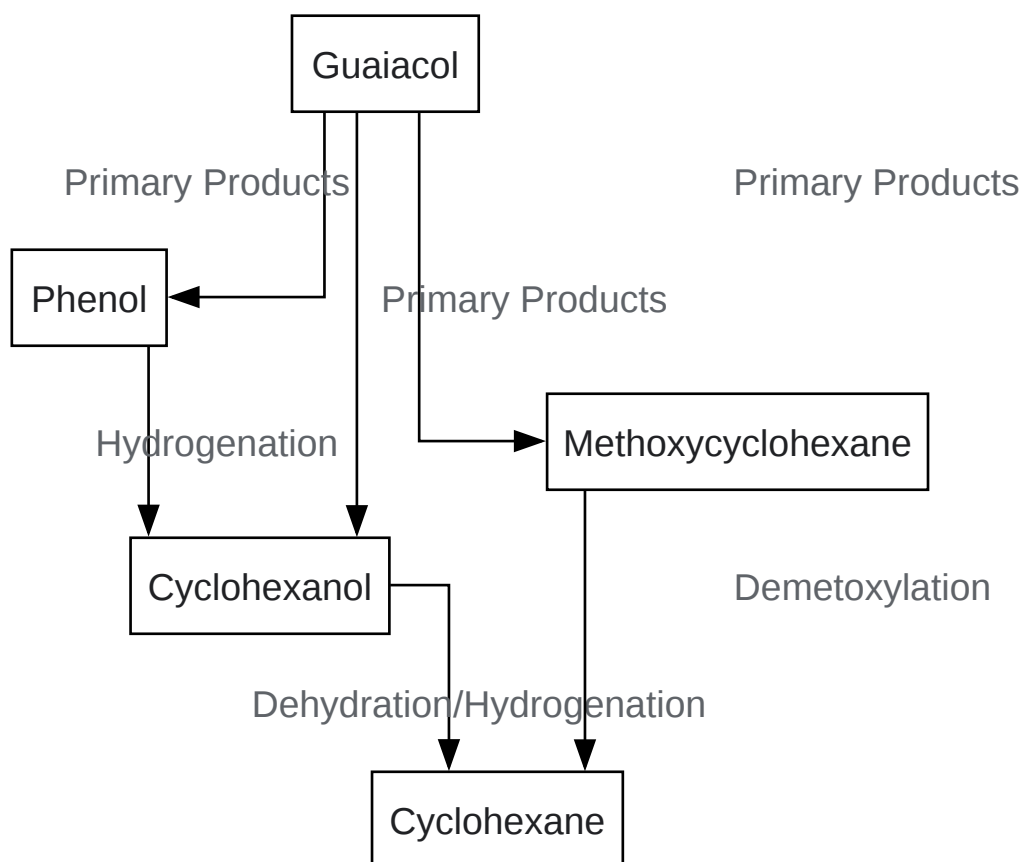 Guaiacol
Primary Products
Primary Products
Phenol
Primary Products
Hydrogenation
Methoxycyclohexane
Cyclohexanol
Demetoxylation
Dehydration/Hydrogenation
Cyclohexane